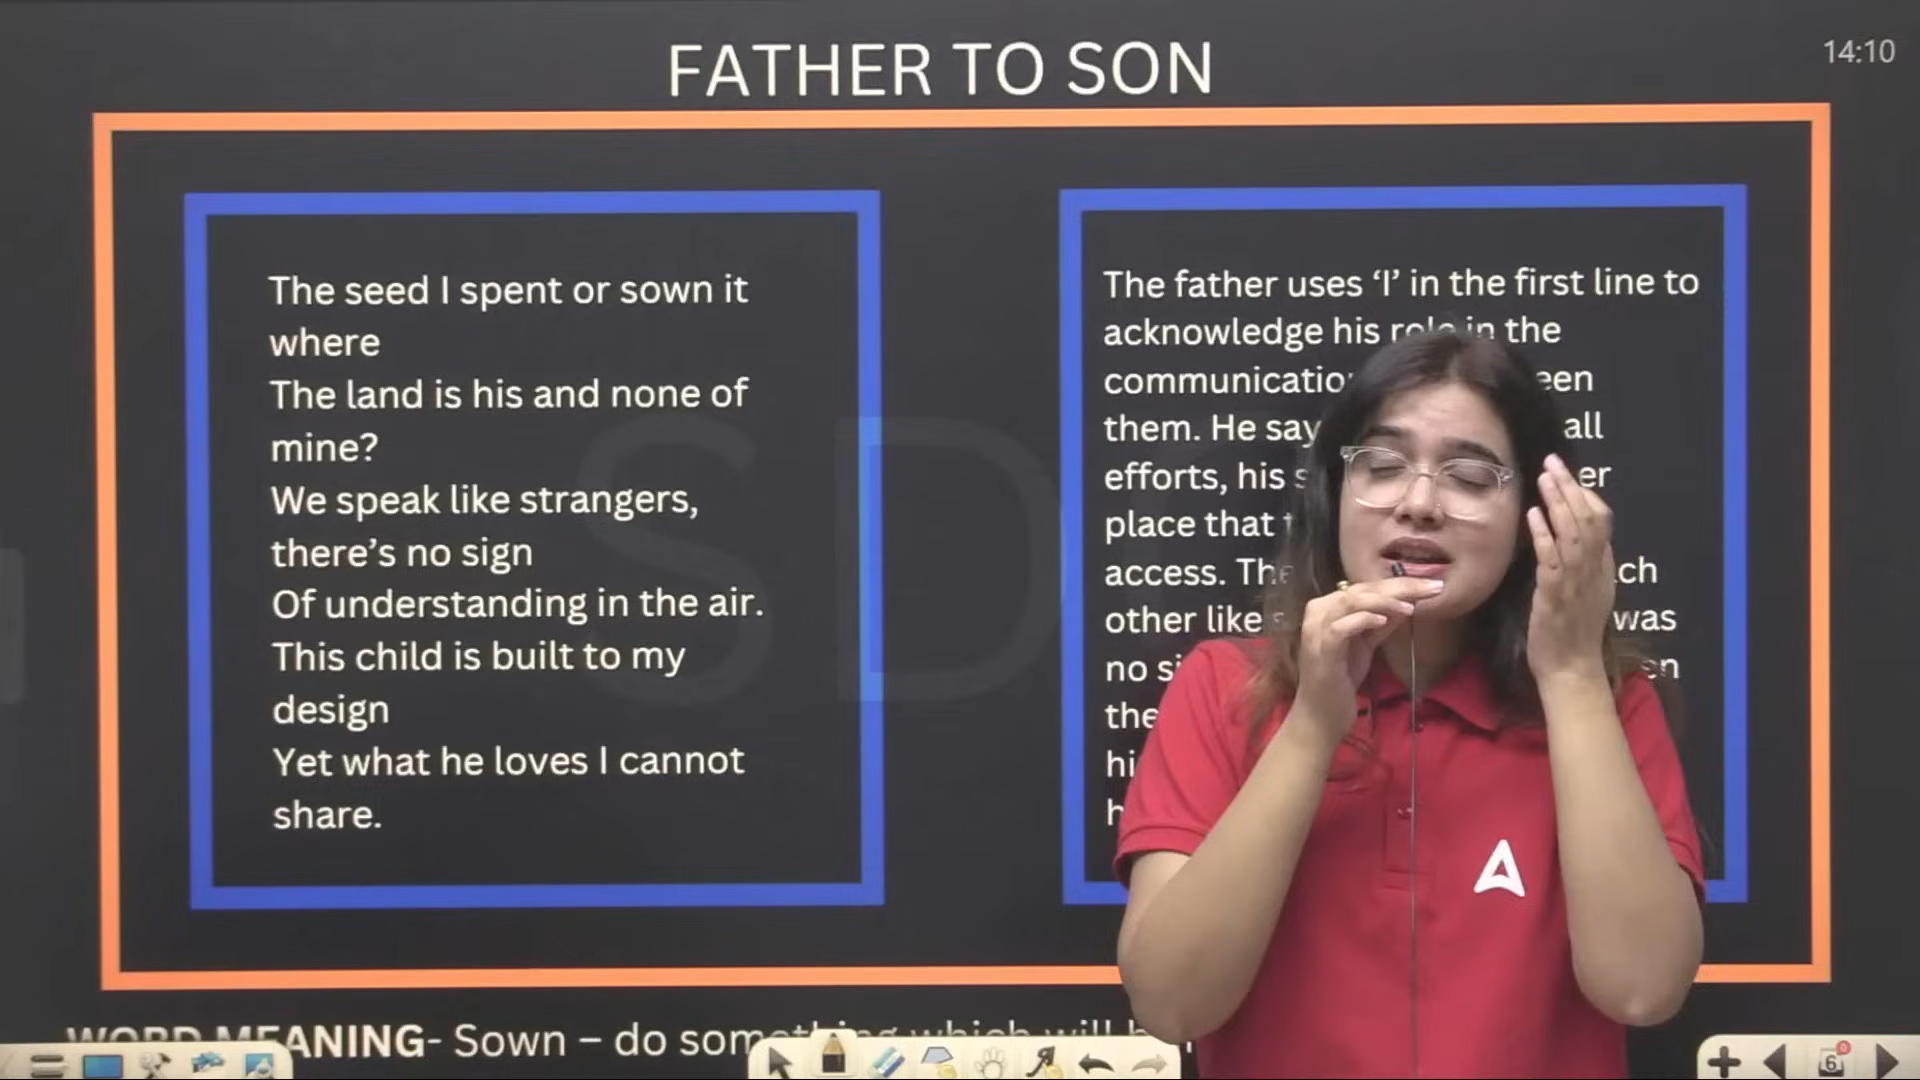 FATHER TO SON
14:10
The seed I spent or sown it
where
The land is his and none of
mine?
We speak like strangers,
there’s no sign
Of understanding in the air.
This child is built to my
design
Yet what he loves I cannot
share.
The father uses ‘I’ in the first line to
acknowledge his role in the
een
them. He say all
efforts, his er
place that
access. The ch
other like was
no en
the
WORD MEANING- Sown – do something which will
6